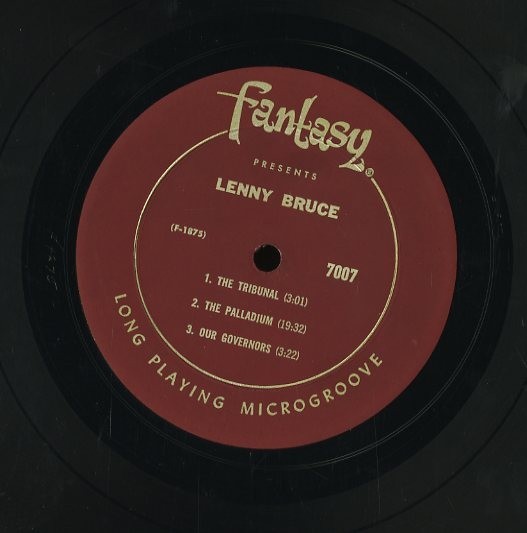 fantasy ®
PRESENTS
LENNY BRUCE
(F-1875)
7007
1. THE TRIBUNAL (3:01)
2. THE PALLADIUM (19:32)
3. OUR GOVERNORS (3:22)
LONG PLAYING MICROGROOVE